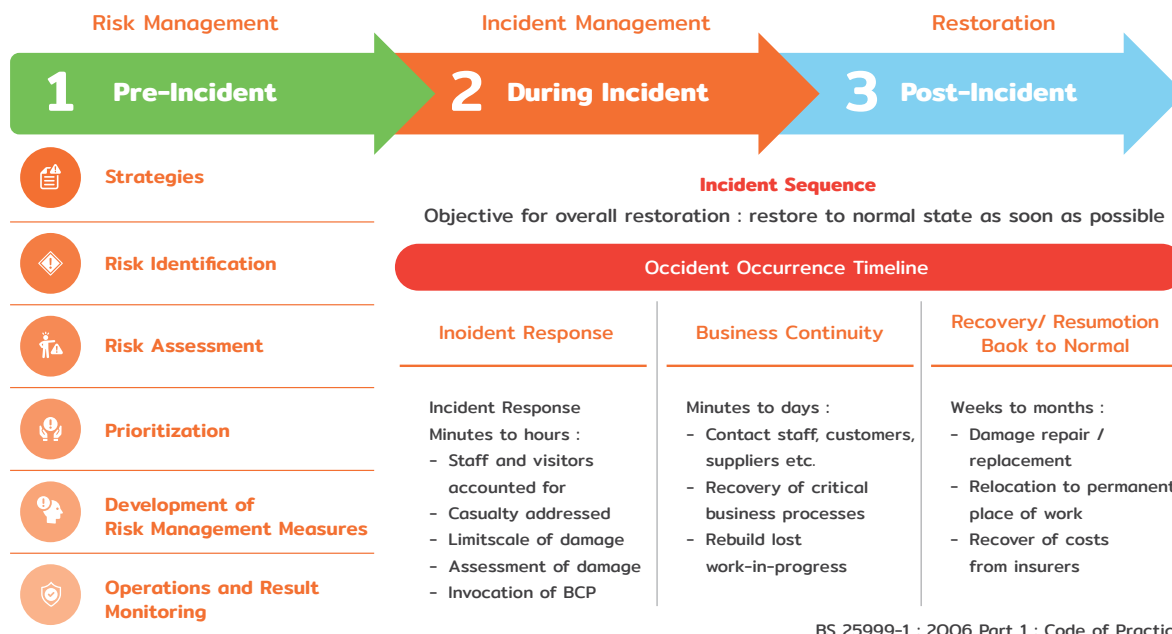 Risk Management
Incident Management
Restoration
1 Pre-Incident
2 During Incident
3 Post-Incident
Strategies
Risk Identification
Risk Assessment
Prioritization
Development of
Risk Management Measures
Operations and Result
Monitoring
Incident Sequence
Objective for overall restoration : restore to normal state as soon as possible
Occident Occurrence Timeline
Inoident Response
Incident Response
Minutes to hours :
- Staff and visitors
accounted for
- Casualty addressed
- Limitscale of damage
- Assessment of damage
- Invocation of BCP
Business Continuity
Minutes to days :
- Contact staff, customers,
suppliers etc.
- Recovery of critical
business processes
- Rebuild lost
work-in-progress
Recovery/ Resumotion
Baok to Normal
Weeks to months :
- Damage repair /
replacement
- Relocation to permanent
place of work
- Recover of costs
from insurers
BS 25999-1 : 2006 Part 1 : Code of Practic